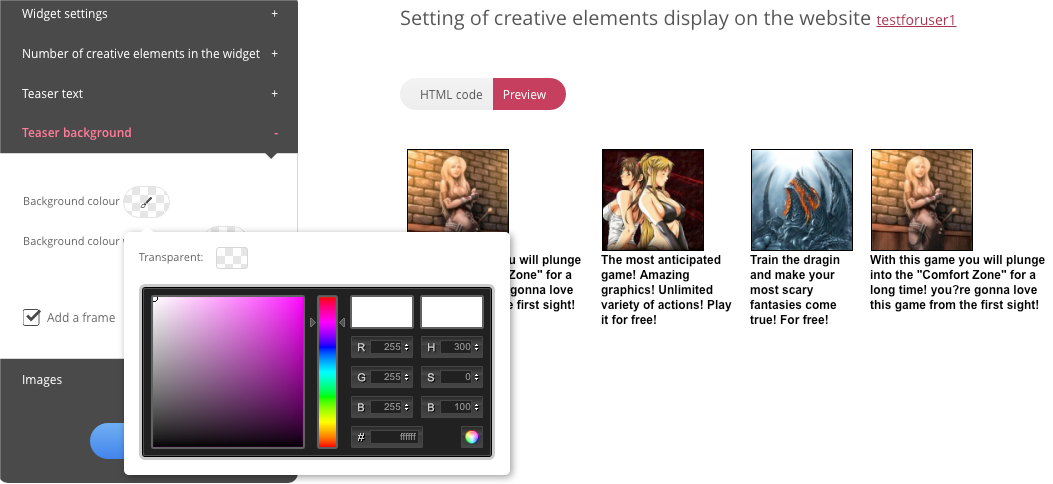 Widget settings +
Number of creative elements in the widget +
Teaser text +
Teaser background -
Background colour
Background colour
Add a frame
Images
Transparent:
R 255 H 300
G 255 S 0
B 255 B 100
# ffffff
Setting of creative elements display on the website testforuser1
HTML code Preview
u will plunge
Zone" for a
gonna love
e first sight!
The most anticipated
game! Amazing
graphics! Unlimited
variety of actions! Play
it for free!
Train the dragin
and make your
most scary
fantasies come
true! For free!
With this game you will plunge
into the "Comfort Zone" for a
long time! you?re gonna love
this game from the first sight!